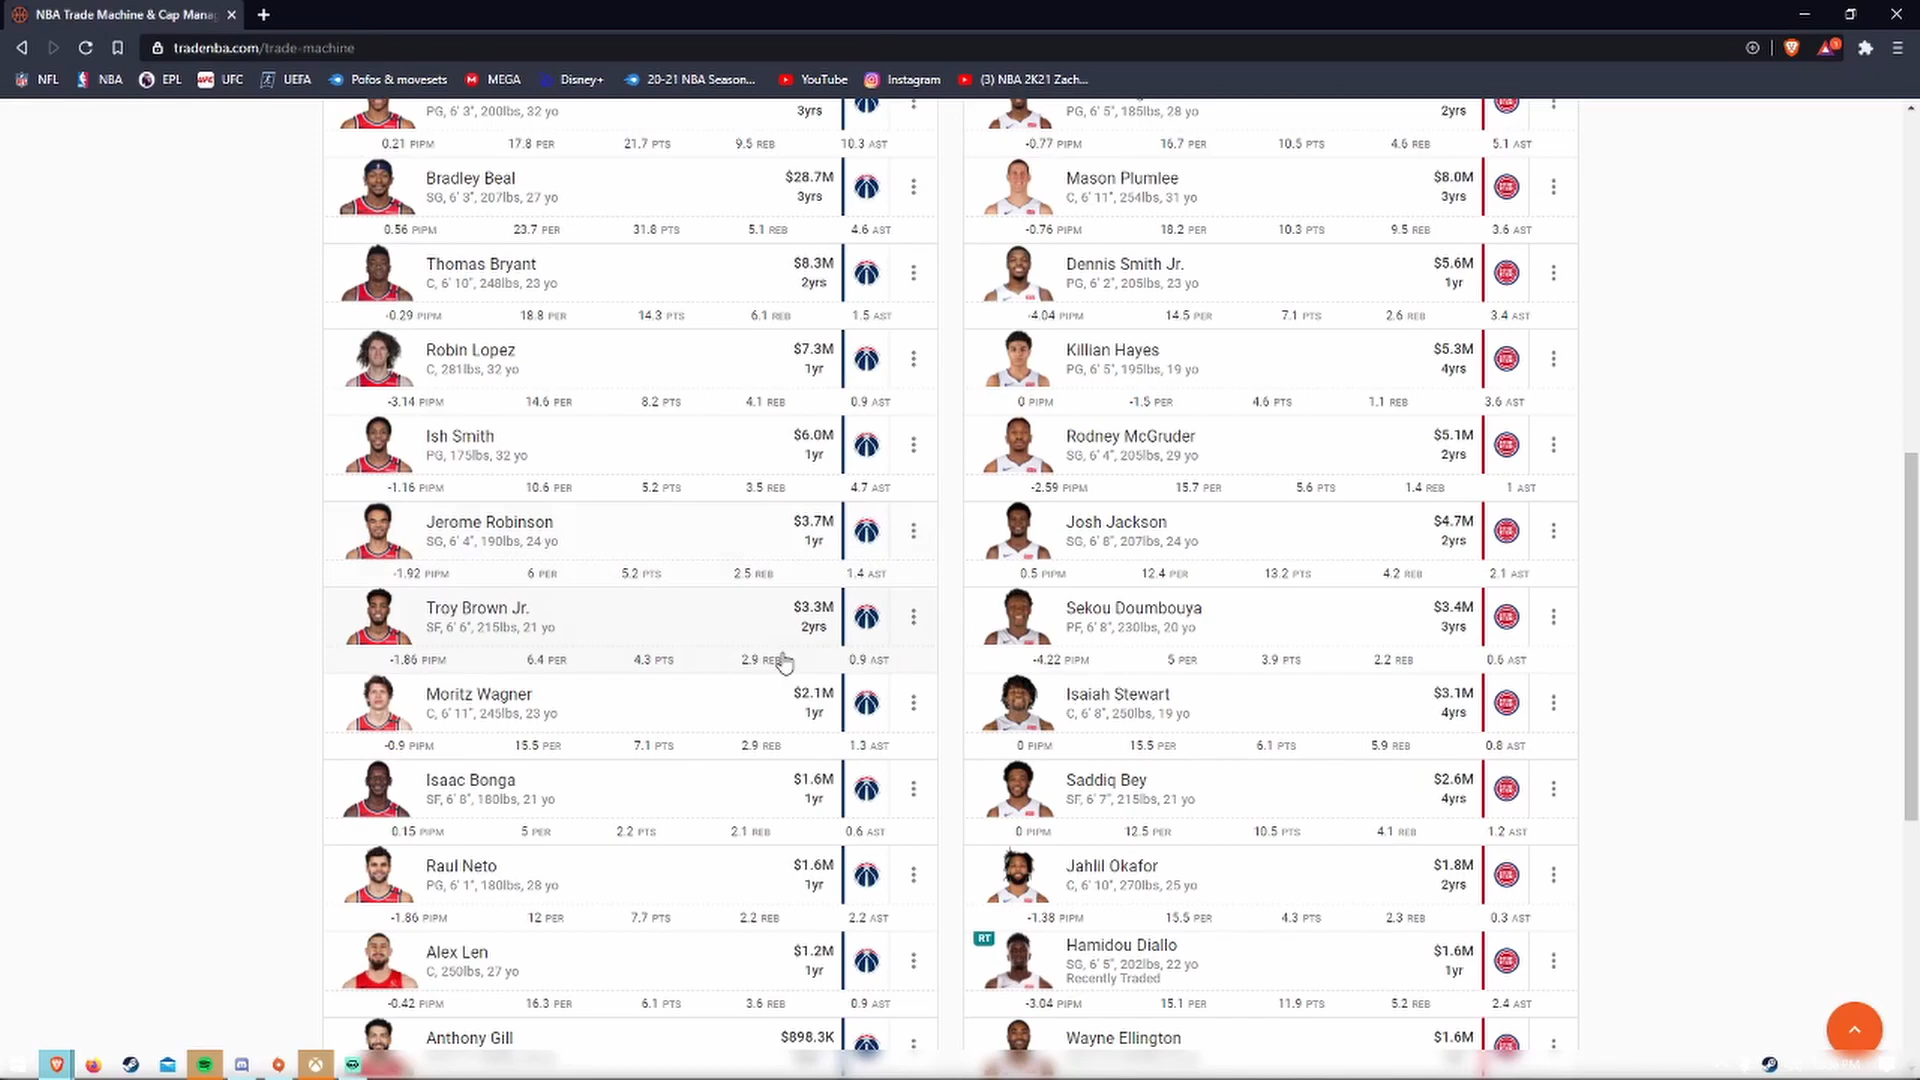 NBA Trade Machine & Cap Mana
tradenba.com/trade-machine
NFL NBA EPL UFC UEFA Pofos & movesets MEGA Disney+ 20-21 NBA Season... YouTube Instagram (3) NBA 2K21 Zach...
PG, 6' 3", 200lbs, 32 yo 3yrs
0.21 PIPM 17.8 PER 21.7 PTS 9.5 REB 10.3 AST
Bradley Beal $28.7M
SG, 6' 3", 207lbs, 27 yo 3yrs
0.56 PIPM 23.7 PER 31.8 PTS 5.1 REB 4.6 AST
Thomas Bryant $8.3M
C, 6' 10", 248lbs, 23 yo 2yrs
-0.29 PIPM 18.8 PER 14.3 PTS 6.1 REB 1.5 AST
Robin Lopez $7.3M
C, 281lbs, 32 yo 1yr
-3.14 PIPM 14.6 PER 8.2 PTS 4.1 REB 0.9 AST
Ish Smith $6.0M
PG, 175lbs, 32 yo 1yr
-1.16 PIPM 10.6 PER 5.2 PTS 3.5 REB 4.7 AST
Jerome Robinson $3.7M
SG, 6' 4", 190lbs, 24 yo 1yr
-1.92 PIPM 6 PER 5.2 PTS 2.5 REB 1.4 AST
Troy Brown Jr. $3.3M
SF, 6' 6", 215lbs, 21 yo 2yrs
-1.86 PIPM 6.4 PER 4.3 PTS 2.9 REB 0.9 AST
Moritz Wagner $2.1M
C, 6' 11", 245lbs, 23 yo 1yr
-0.9 PIPM 15.5 PER 7.1 PTS 2.9 REB 1.3 AST
Isaac Bonga $1.6M
SF, 6' 8", 180lbs, 21 yo 1yr
0.15 PIPM 5 PER 2.2 PTS 2.1 REB 0.6 AST
Raul Neto $1.6M
PG, 6' 1", 180lbs, 28 yo 1yr
-1.86 PIPM 12 PER 7.7 PTS 2.2 REB 2.2 AST
Alex Len $1.2M
C, 250lbs, 27 yo 1yr
-0.42 PIPM 16.3 PER 6.1 PTS 3.6 REB 0.9 AST
Anthony Gill $898.3K
PG, 6' 5", 185lbs, 28 yo 2yrs
-0.77 PIPM 16.7 PER 10.5 PTS 4.6 REB 5.1 AST
Mason Plumlee $8.0M
C, 6' 11", 254lbs, 31 yo 3yrs
-0.76 PIPM 18.2 PER 10.3 PTS 9.5 REB 3.6 AST
Dennis Smith Jr. $5.6M
PG, 6' 2", 205lbs, 23 yo 1yr
-4.04 PIPM 14.5 PER 7.1 PTS 2.6 REB 3.4 AST
Killian Hayes $5.3M
PG, 6' 5", 195lbs, 19 yo 4yrs
0 PIPM -1.5 PER 4.6 PTS 1.1 REB 3.6 AST
Rodney McGruder $5.1M
SG, 6' 4", 205lbs, 29 yo 2yrs
-2.59 PIPM 15.7 PER 5.6 PTS 1.4 REB 1 AST
Josh Jackson $4.7M
SG, 6' 8", 207lbs, 24 yo 2yrs
0.5 PIPM 12.4 PER 13.2 PTS 4.2 REB 2.1 AST
Sekou Doumbouya $3.4M
PF, 6' 8", 230lbs, 20 yo 3yrs
-4.22 PIPM 5 PER 3.9 PTS 2.2 REB 0.6 AST
Isaiah Stewart $3.1M
C, 6' 8", 250lbs, 19 yo 4yrs
0 PIPM 15.5 PER 6.1 PTS 5.9 REB 0.8 AST
Saddiq Bey $2.6M
SF, 6' 7", 215lbs, 21 yo 4yrs
0 PIPM 12.5 PER 10.5 PTS 4.1 REB 1.2 AST
Jahlil Okafor $1.8M
C, 6' 10", 270lbs, 25 yo 2yrs
-1.38 PIPM 15.5 PER 4.3 PTS 2.3 REB 0.3 AST
RT
Hamidou Diallo $1.6M
SG, 6' 5", 202lbs, 22 yo 1yr
Recently Traded
-3.04 PIPM 15.1 PER 11.9 PTS 5.2 REB 2.4 AST
Wayne Ellington $1.6M